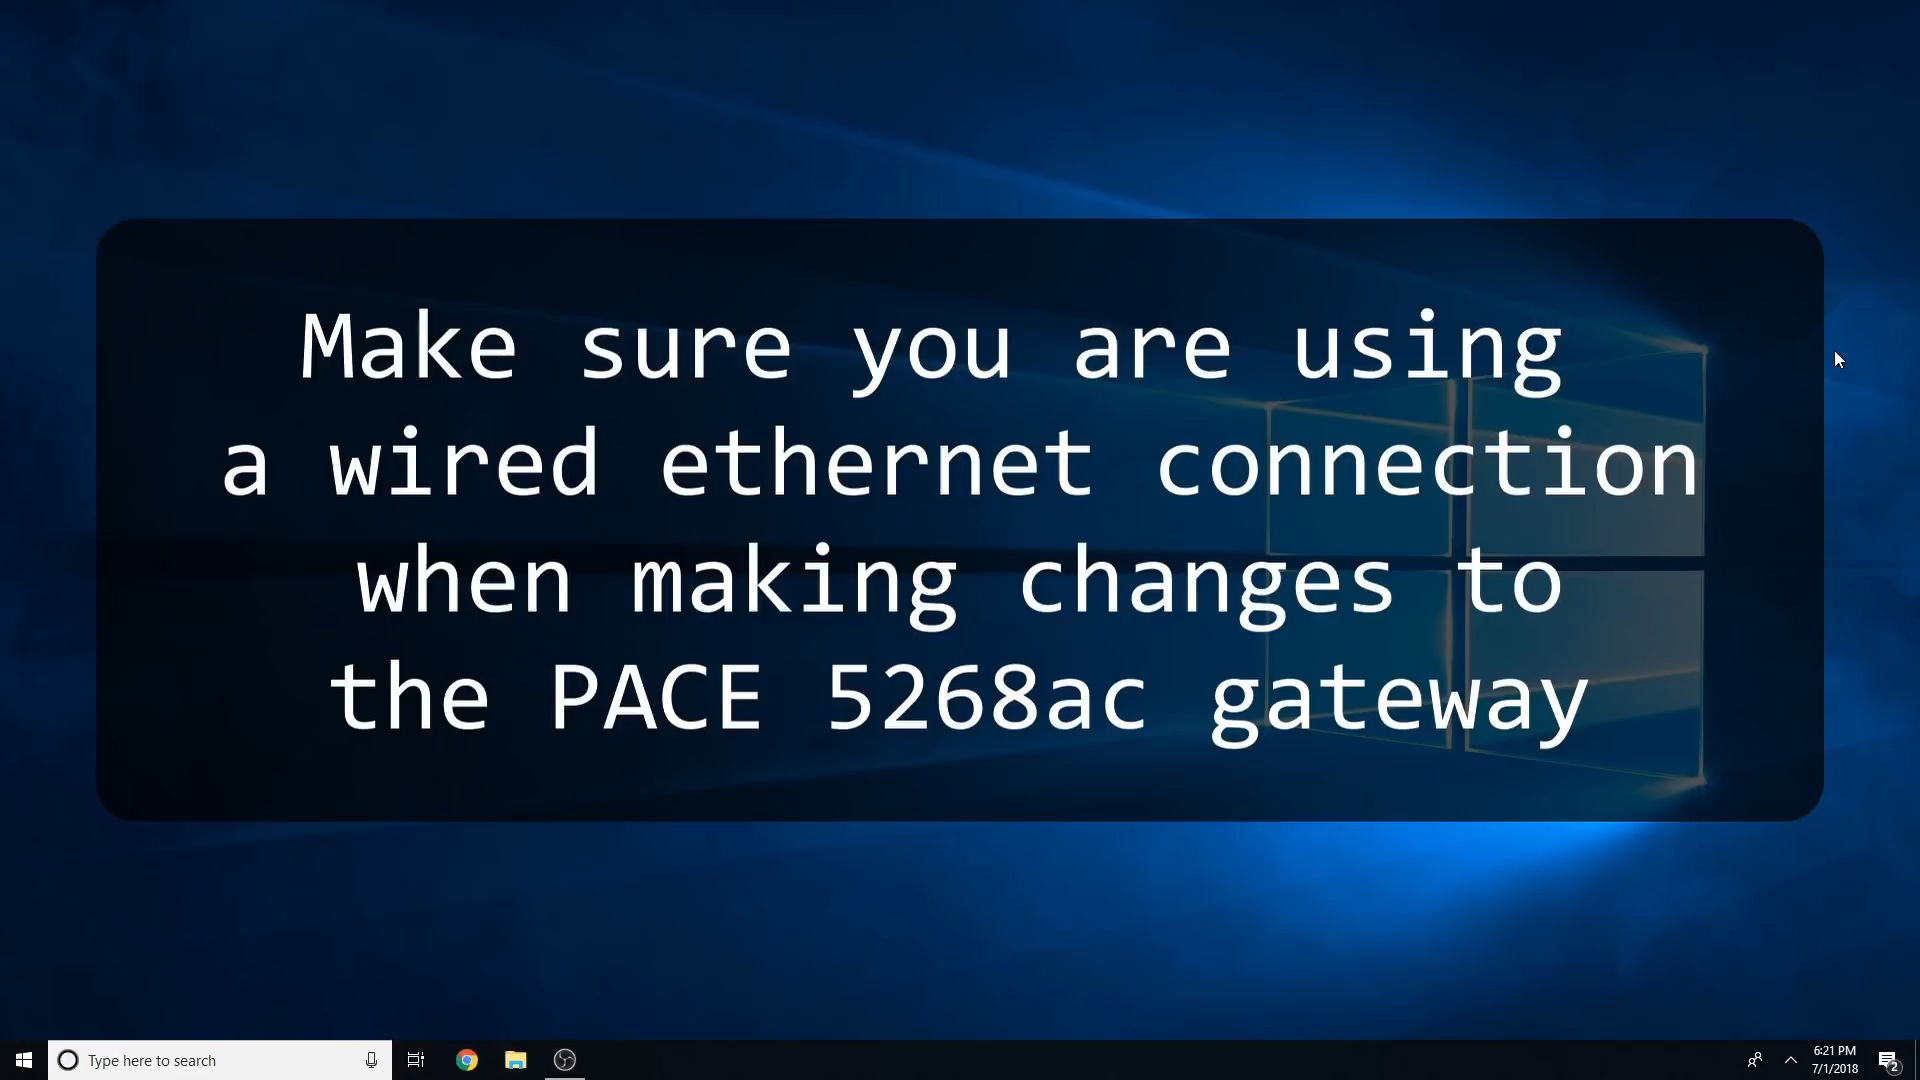 Make sure you are using
a wired ethernet connection
when making changes to
the PACE 5268ac gateway
Type here to search
6:21 PM
7/1/2018
2